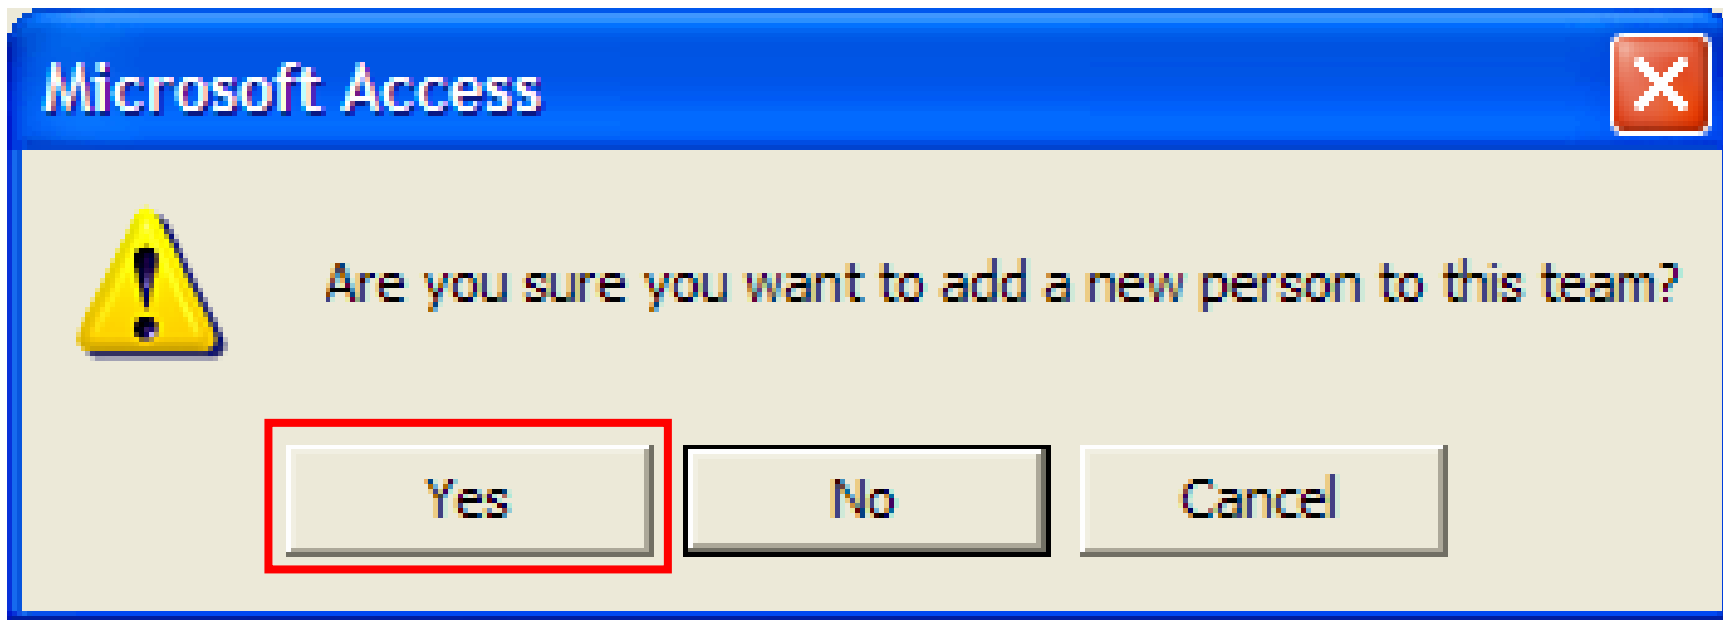 Microsoft Access
Are you sure you want to add a new person to this team?
Yes No Cancel